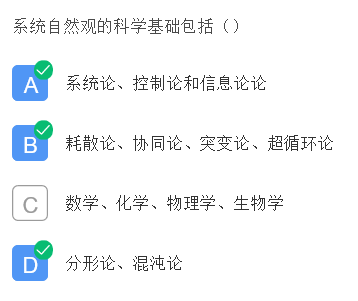 系统自然观的科学基础包括（）
A 系统论、控制论和信息论论
B 耗散论、协同论、突变论、超循环论
C 数学、化学、物理学、生物学
D 分形论、混沌论